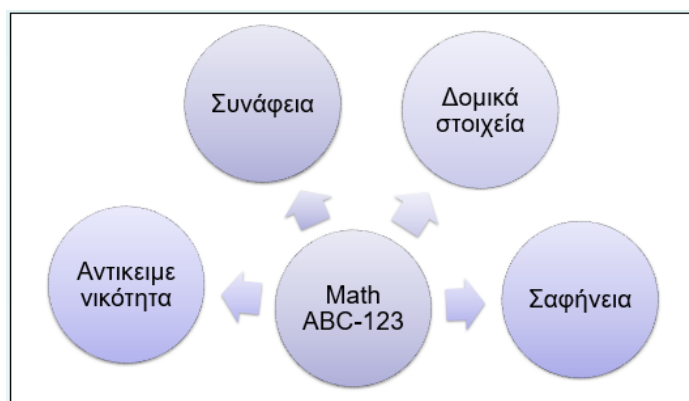 Συνάφεια
Δομικά
στοιχεία
Αντικειμε
νικότητα
Math
ABC-123
Σαφήνεια